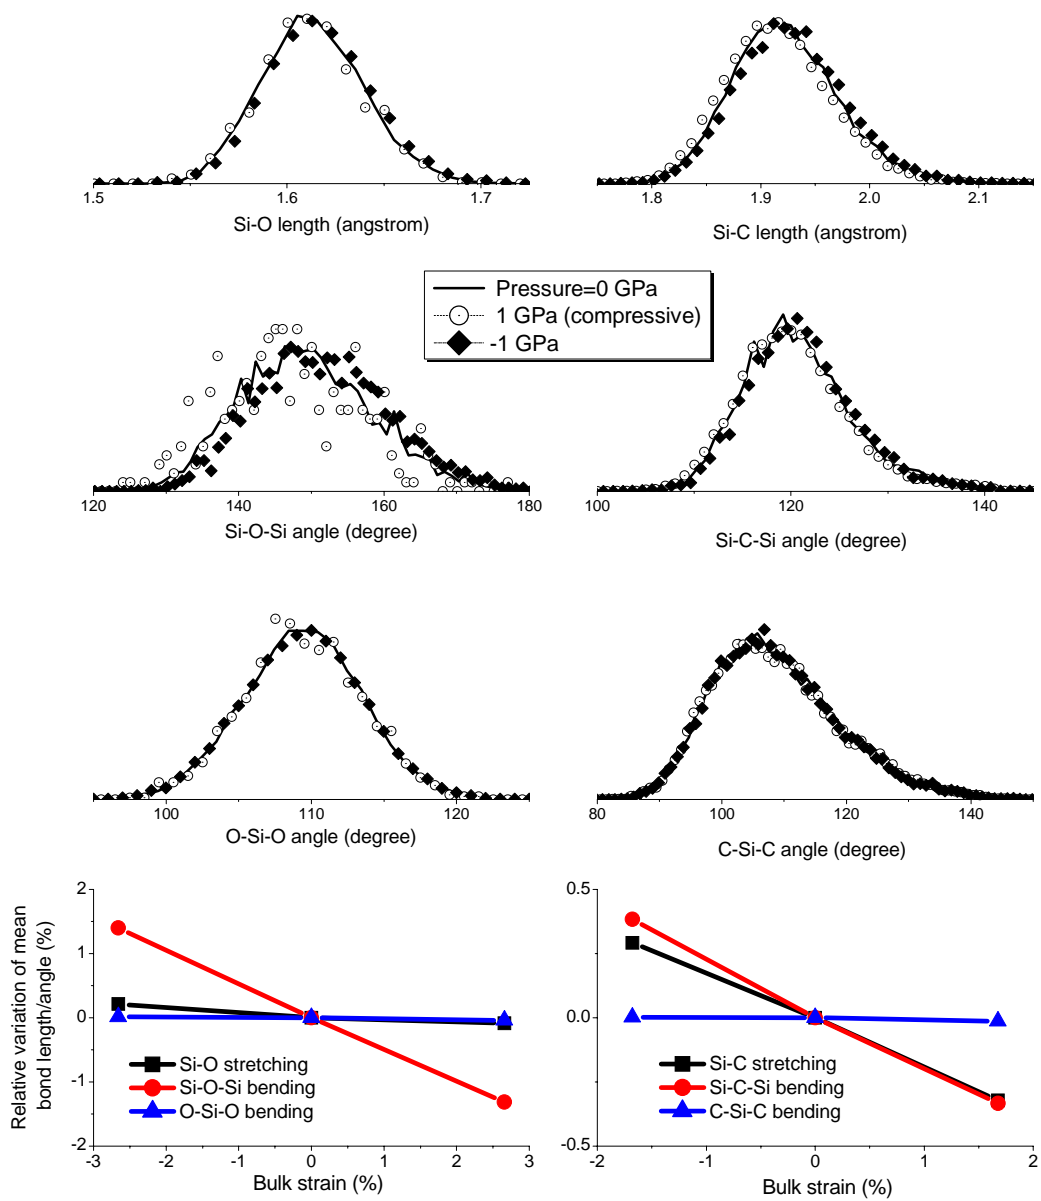 1.5 1.6 1.7
Si-O length (angstrom)
1.8 1.9 2.0 2.1
Si-C length (angstrom)
Pressure=0 GPa
1 GPa (compressive)
-1 GPa
120 140 160 180
Si-O-Si angle (degree)
100 120 140
Si-C-Si angle (degree)
100 110 120
O-Si-O angle (degree)
80 100 120 140
C-Si-C angle (degree)
Relative variation of mean
bond length/angle (%)
2
1
0
-1
-2
Si-O stretching
Si-O-Si bending
O-Si-O bending
-3 -2 -1 0 1 2 3
Bulk strain (%)
0.5
0.0
-0.5
Si-C stretching
Si-C-Si bending
C-Si-C bending
-2 -1 0 1 2
Bulk strain (%)